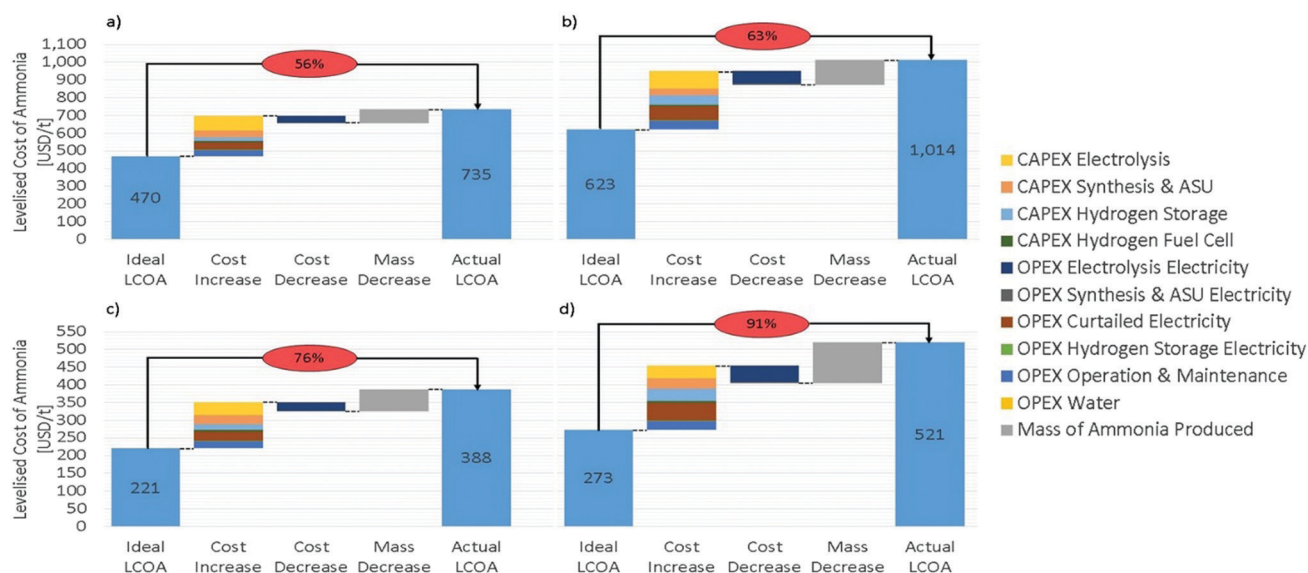 a)
Levelised Cost of Ammonia
[USD/t]
1,100
1,000
900
800
700
600
500
400
300
200
100
0
56%
470
735
Ideal
LCOA
Cost
Increase
Cost
Decrease
Mass
Decrease
Actual
LCOA
b)
63%
623
1,014
Ideal
LCOA
Cost
Increase
Cost
Decrease
Mass
Decrease
Actual
LCOA
c)
Levelised Cost of Ammonia
[USD/t]
550
500
450
400
350
300
250
200
150
100
50
0
76%
221
388
Ideal
LCOA
Cost
Increase
Cost
Decrease
Mass
Decrease
Actual
LCOA
d)
91%
273
521
Ideal
LCOA
Cost
Increase
Cost
Decrease
Mass
Decrease
Actual
LCOA
CAPEX Electrolysis
CAPEX Synthesis & ASU
CAPEX Hydrogen Storage
CAPEX Hydrogen Fuel Cell
OPEX Electrolysis Electricity
OPEX Synthesis & ASU Electricity
OPEX Curtailed Electricity
OPEX Hydrogen Storage Electricity
OPEX Operation & Maintenance
OPEX Water
Mass of Ammonia Produced